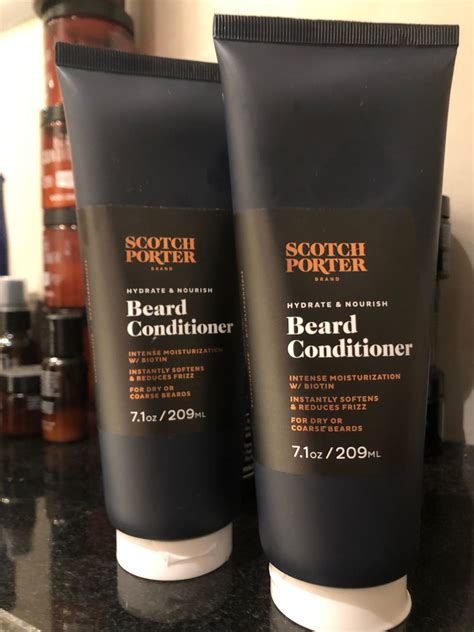 SCOTCH
PORTER
BRAND
HYDRATE & NOURISH
Beard
Conditioner
INTENSE MOISTURIZATION
W/ BIOTIN
INSTANTLY SOFTENS
& REDUCES FRIZZ
FOR DRY OR
COARSE BEARDS
7.1oz / 209ML
SCOTCH
PORTER
BRAND
HYDRATE & NOURISH
Beard
Conditioner
INTENSE MOISTURIZATION
W/ BIOTIN
INSTANTLY SOFTENS
& REDUCES FRIZZ
FOR DRY OR
COARSE BEARDS
7.1oz / 209ML